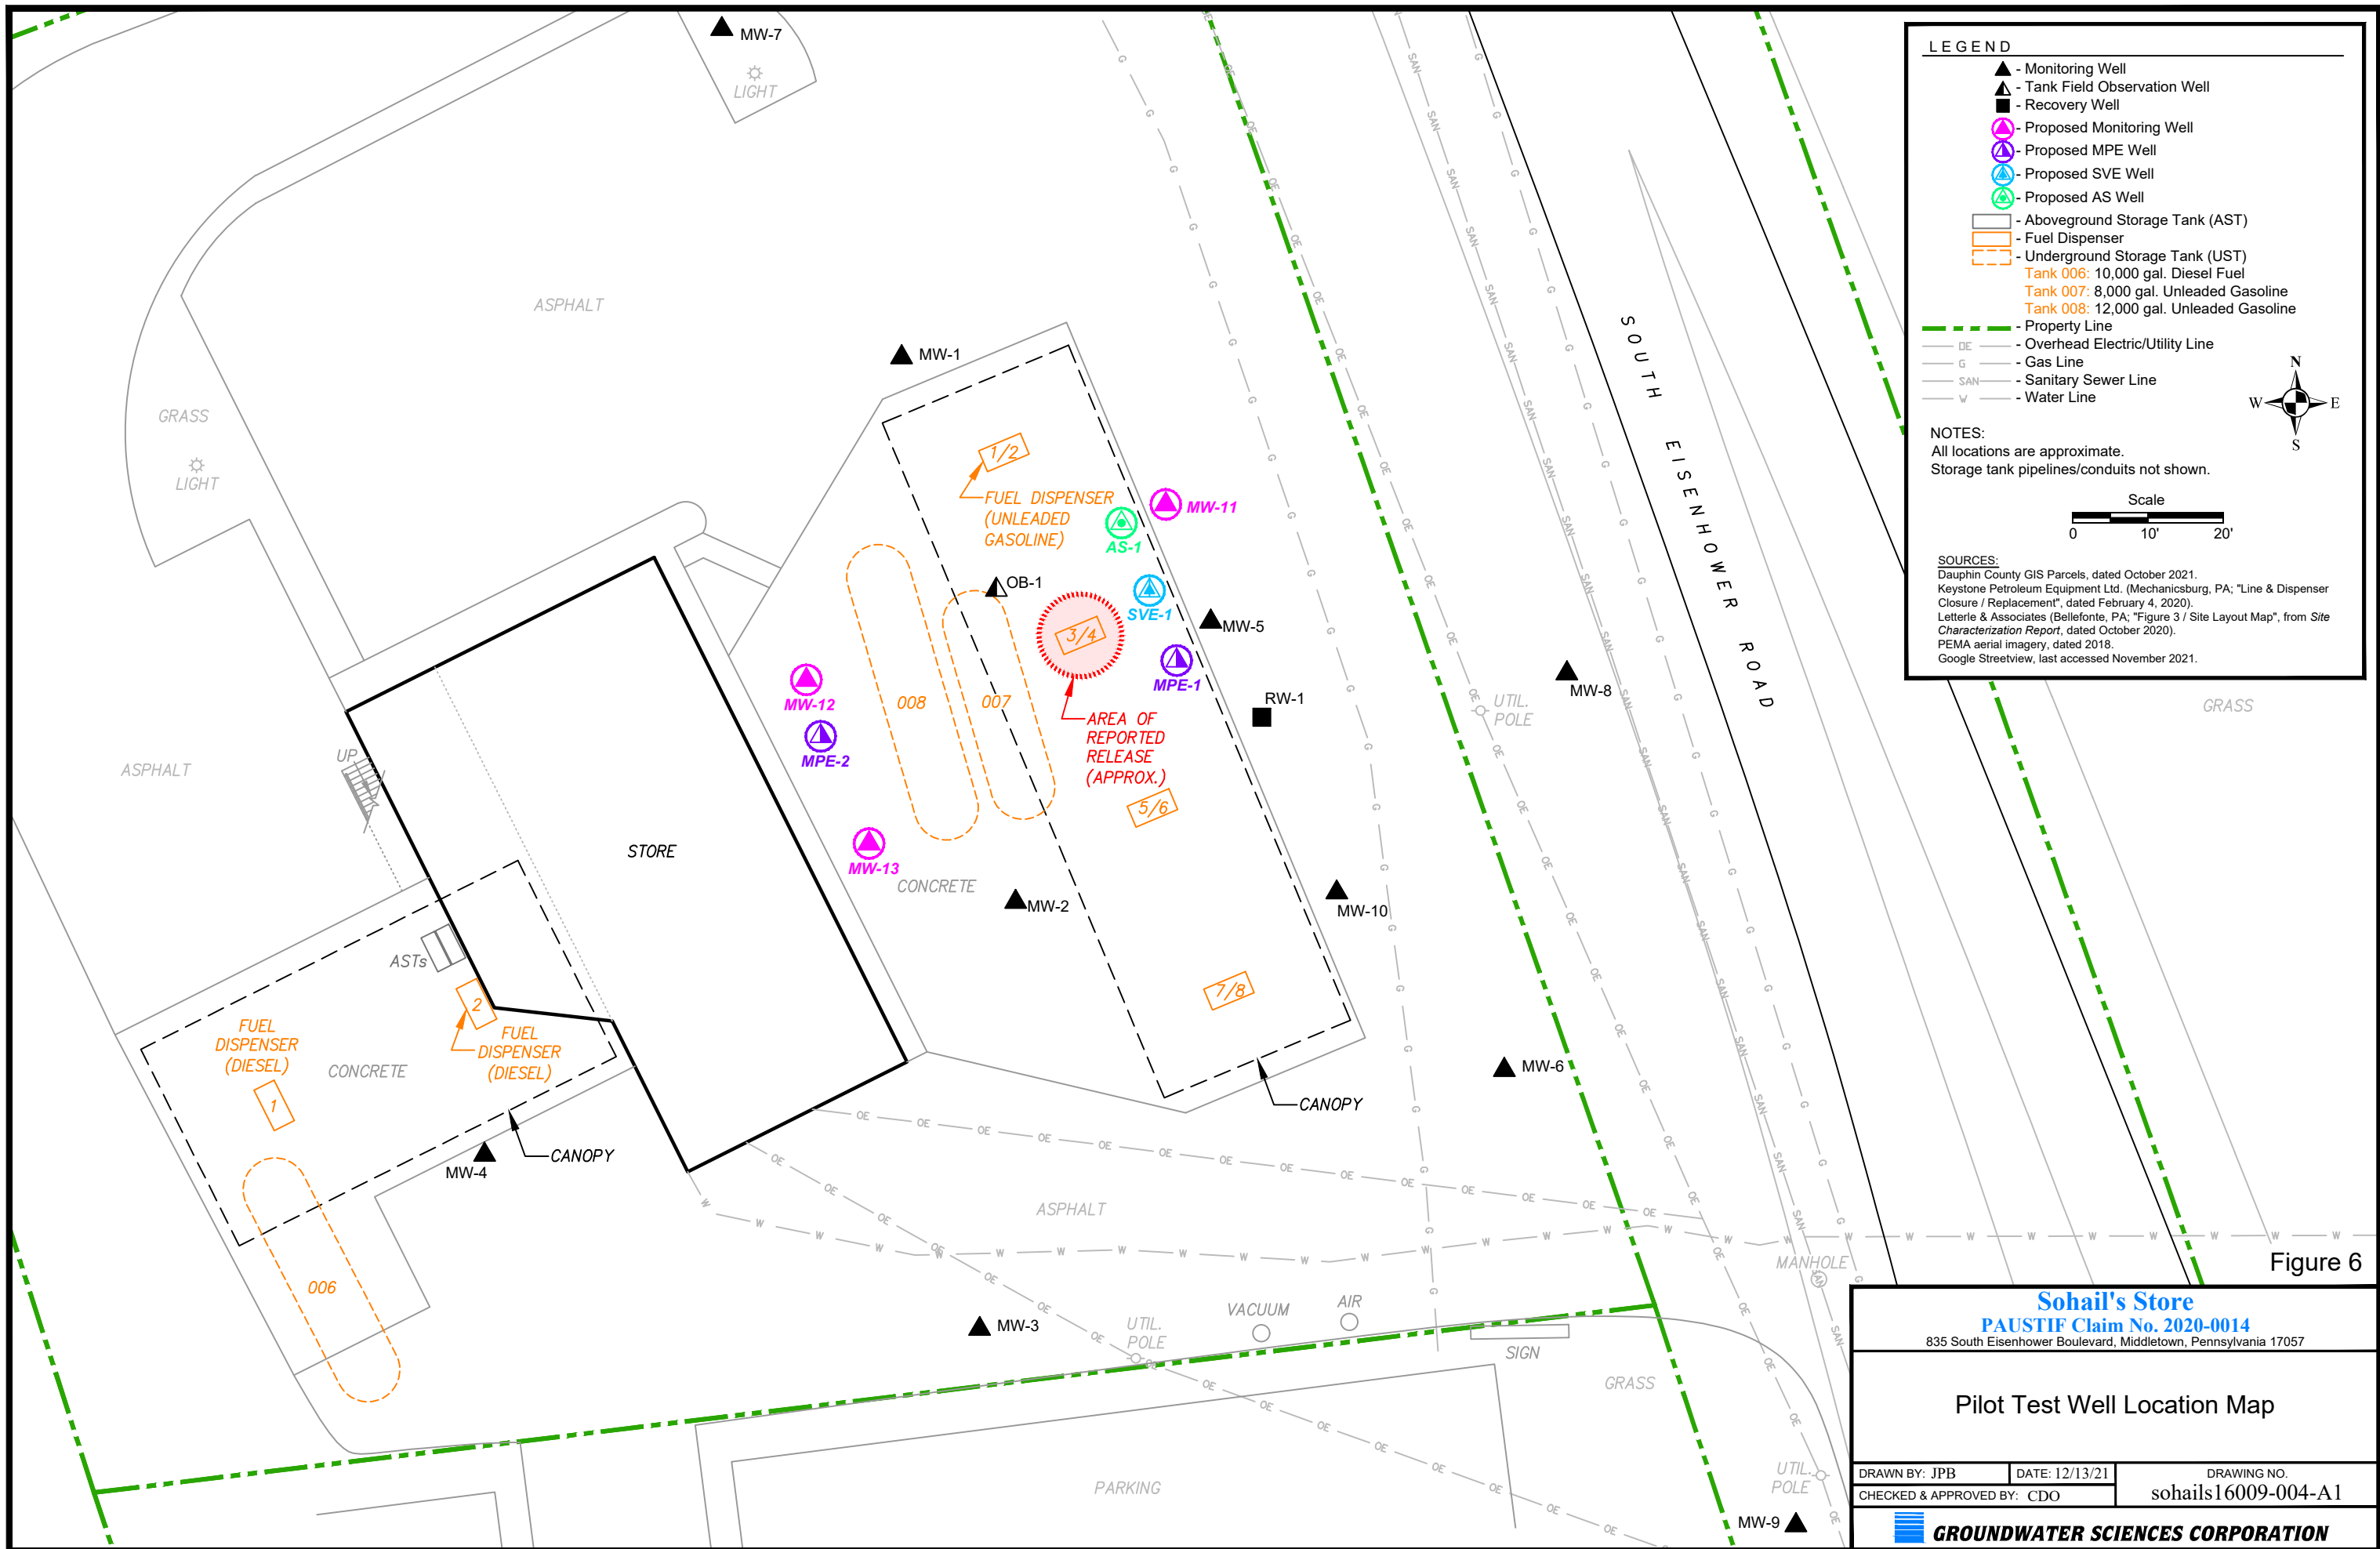 LEGEND
- Monitoring Well
- Tank Field Observation Well
- Recovery Well
- Proposed Monitoring Well
- Proposed MPE Well
- Proposed SVE Well
- Proposed AS Well
- Aboveground Storage Tank (AST)
- Fuel Dispenser
- Underground Storage Tank (UST)
Tank 006: 10,000 gal. Diesel Fuel
Tank 007: 8,000 gal. Unleaded Gasoline
Tank 008: 12,000 gal. Unleaded Gasoline
- Property Line
OE - Overhead Electric/Utility Line
G - Gas Line
SAN - Sanitary Sewer Line
W - Water Line
N
W E
S
NOTES:
All locations are approximate.
Storage tank pipelines/conduits not shown.
Scale
0 10' 20'
SOURCES:
Dauphin County GIS Parcels, dated October 2021.
Keystone Petroleum Equipment Ltd. (Mechanicsburg, PA; "Line & Dispenser
Closure / Replacement", dated February 4, 2020).
Letterle & Associates (Bellefonte, PA; "Figure 3 / Site Layout Map", from Site
Characterization Report, dated October 2020).
PEMA aerial imagery, dated 2018.
Google Streetview, last accessed November 2021.
MW-7
LIGHT
ASPHALT
MW-1
GRASS
LIGHT
1/2
FUEL DISPENSER
(UNLEADED
GASOLINE)
MW-11
AS-1
OB-1
SVE-1
3/4
MW-5
MPE-1
MW-12
MPE-2
008
007
RW-1
AREA OF
REPORTED
RELEASE
(APPROX.)
5/6
MW-8
UTIL.
POLE
SOUTH EISENHOWER ROAD
GRASS
UP
ASPHALT
STORE
MW-13
CONCRETE
MW-2
MW-10
ASTs
2
7/8
FUEL
DISPENSER
(DIESEL)
FUEL
DISPENSER
(DIESEL)
CONCRETE
1
MW-6
CANOPY
CANOPY
MW-4
ASPHALT
006
MANHOLE
MW-3
UTIL.
POLE
VACUUM
AIR
SIGN
GRASS
PARKING
UTIL.
POLE
MW-9
Figure 6
Sohail's Store
PAUSTIF Claim No. 2020-0014
835 South Eisenhower Boulevard, Middletown, Pennsylvania 17057
Pilot Test Well Location Map
DRAWN BY: JPB
DATE: 12/13/21
CHECKED & APPROVED BY: CDO
DRAWING NO.
sohails16009-004-A1
GROUNDWATER SCIENCES CORPORATION